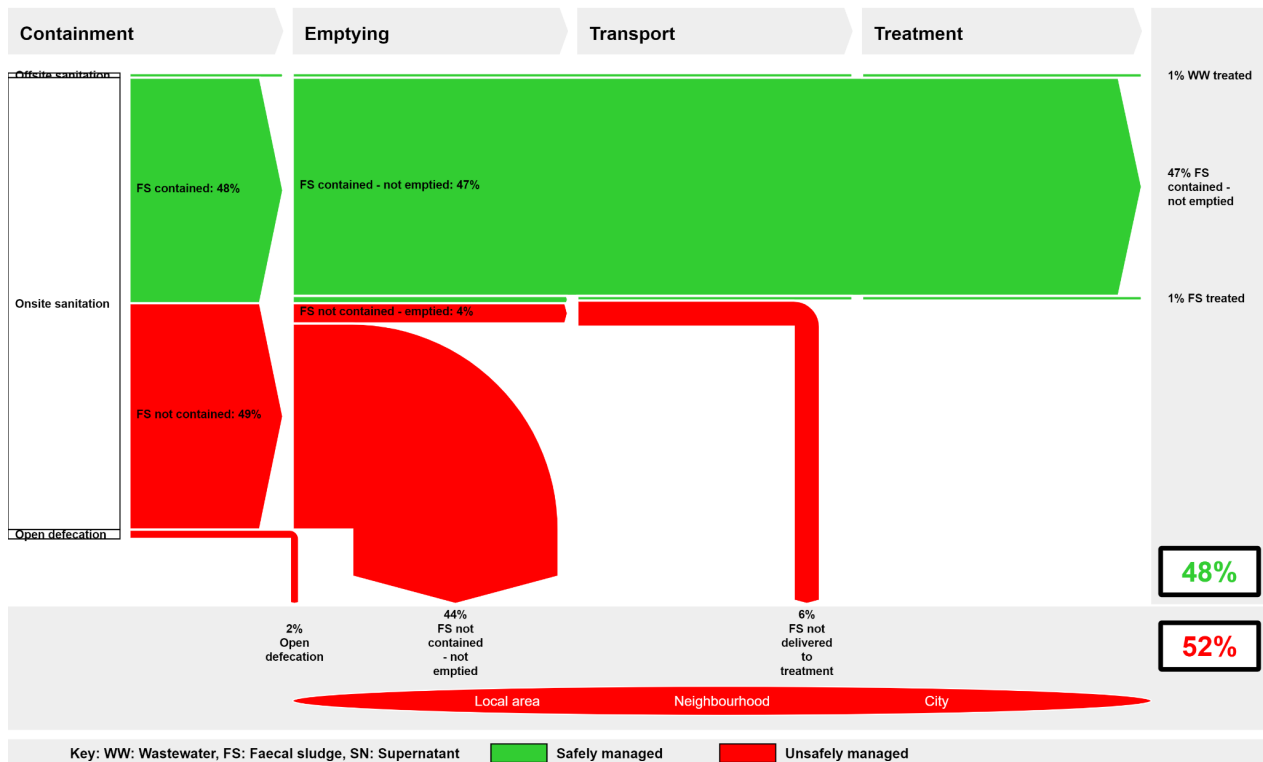 Containment
Emptying
Transport
Treatment
Offsite sanitation
1% WW treated
FS contained: 48%
FS contained - not emptied: 47%
47% FS
contained -
not emptied
Onsite sanitation
1% FS treated
FS not contained - emptied: 4%
FS not contained: 49%
Open defecation
48%
2%
Open
defecation
44%
FS not
contained
- not
emptied
6%
FS not
delivered
to
treatment
52%
Local area
Neighbourhood
City
Key: WW: Wastewater, FS: Faecal sludge, SN: Supernatant
Safely managed
Unsafely managed